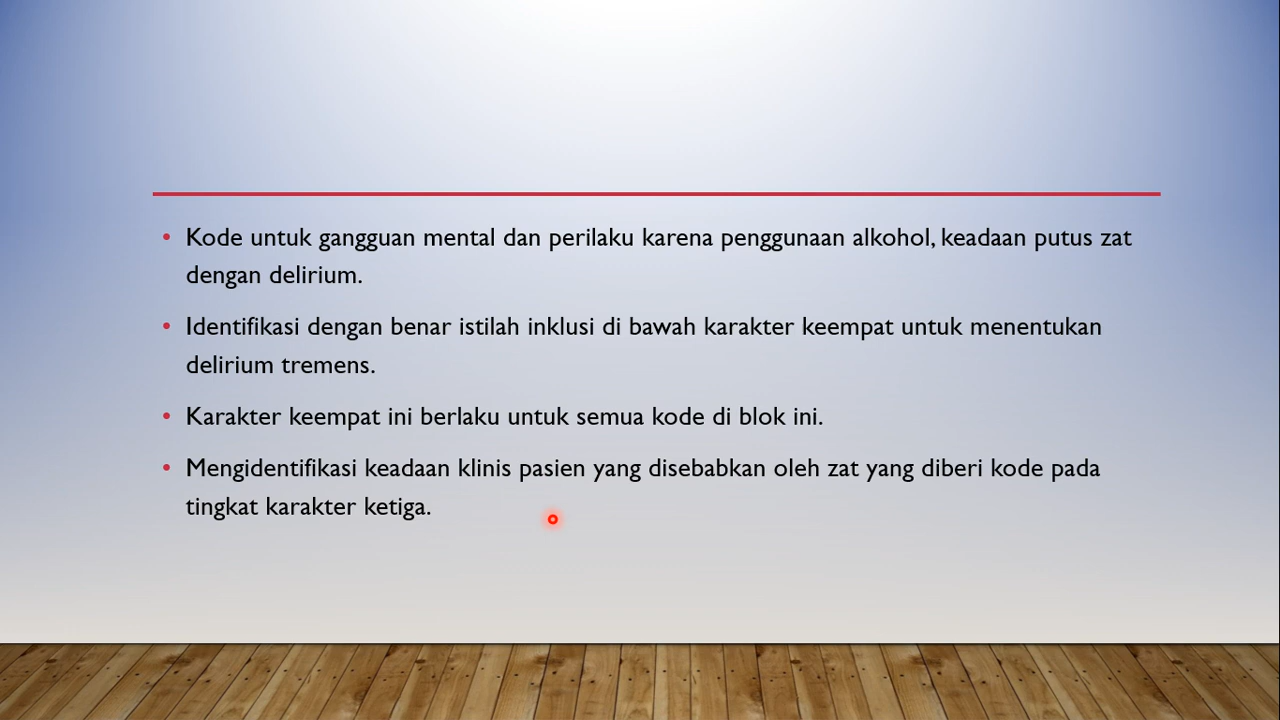 • Kode untuk gangguan mental dan perilaku karena penggunaan alkohol, keadaan putus zat
dengan delirium.
• Identifikasi dengan benar istilah inklusi di bawah karakter keempat untuk menentukan
delirium tremens.
• Karakter keempat ini berlaku untuk semua kode di blok ini.
• Mengidentifikasi keadaan klinis pasien yang disebabkan oleh zat yang diberi kode pada
tingkat karakter ketiga.